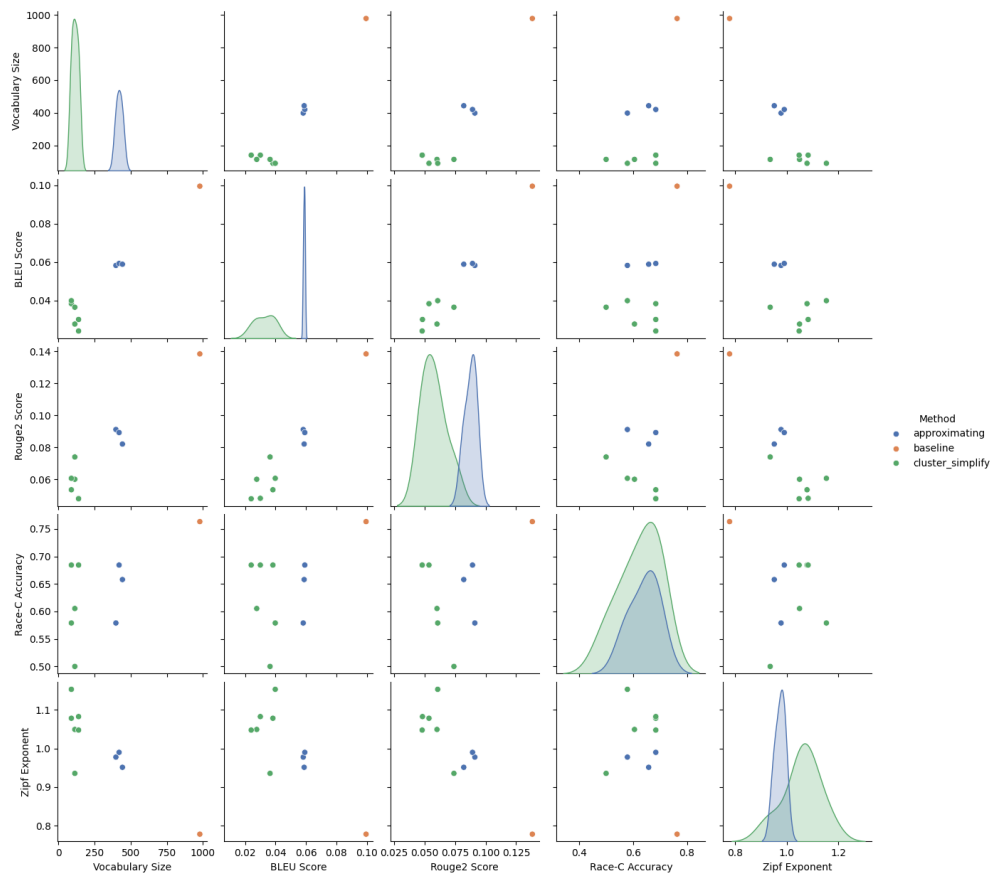 Vocabulary Size
1000
800
600
400
200
BLEU Score
0.10
0.08
0.06
0.04
Rouge2 Score
0.14
0.12
0.10
0.08
0.06
Method
approximating
baseline
cluster_simplify
Race-C Accuracy
0.75
0.70
0.65
0.60
0.55
0.50
Zipf Exponent
1.1
1.0
0.9
0.8
0 250 500 750 1000
0.02 0.04 0.06 0.08 0.10
0.025 0.050 0.075 0.100 0.125
0.4 0.6 0.8
0.8 1.0 1.2
Vocabulary Size
BLEU Score
Rouge2 Score
Race-C Accuracy
Zipf Exponent